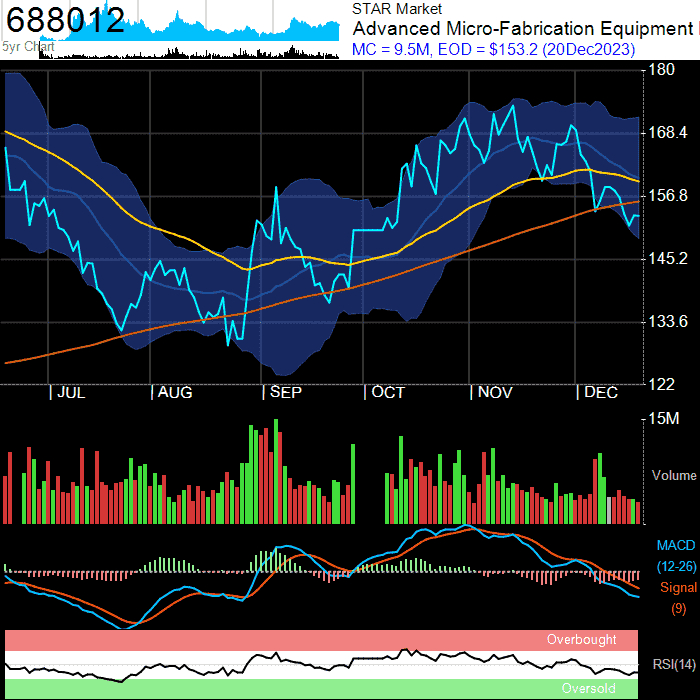 688012
5yr Chart
STAR Market
Advanced Micro-Fabrication Equipment
MC = 9.5M, EOD = $153.2 (20Dec2023)
180
168.4
156.8
145.2
133.6
122
| JUL | AUG | SEP | OCT | NOV | DEC
15M
Volume
MACD
(12-26)
Signal
(9)
Overbought
RSI(14)
Oversold